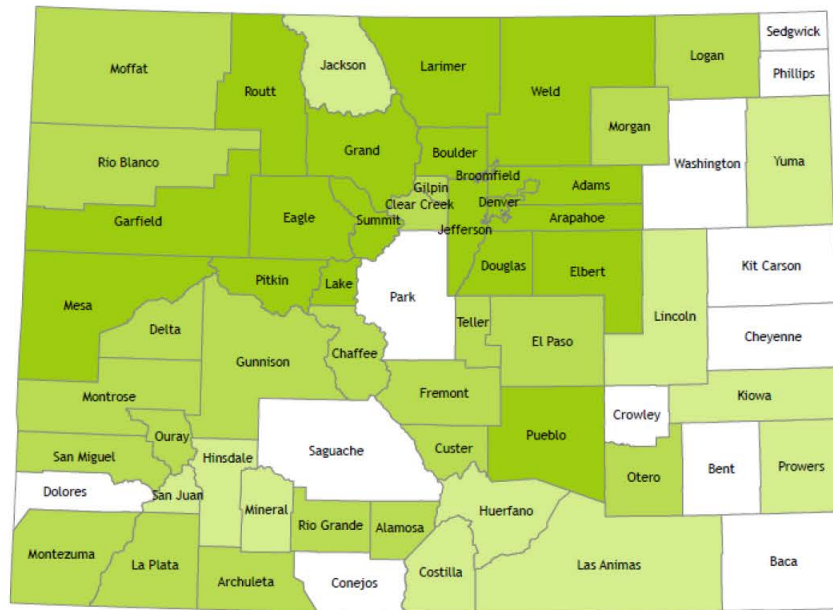 Sedgwick
Moffat
Routt
Jackson
Larimer
Weld
Logan
Phillips
Morgan
Rio Blanco
Grand
Boulder
Washington
Yuma
Broomfield
Gilpin
Clear Creek
Denver
Adams
Garfield
Eagle
Summit
Jefferson
Arapahoe
Mesa
Pitkin
Lake
Park
Douglas
Elbert
Kit Carson
Delta
Gunnison
Chaffee
Teller
El Paso
Lincoln
Cheyenne
Montrose
Fremont
Kiowa
Ouray
Crowley
San Miguel
Hinsdale
Saguache
Custer
Pueblo
Otero
Bent
Prowers
Dolores
San Juan
Mineral
Rio Grande
Alamosa
Huerfano
Montezuma
La Plata
Archuleta
Conejos
Costilla
Las Animas
Baca